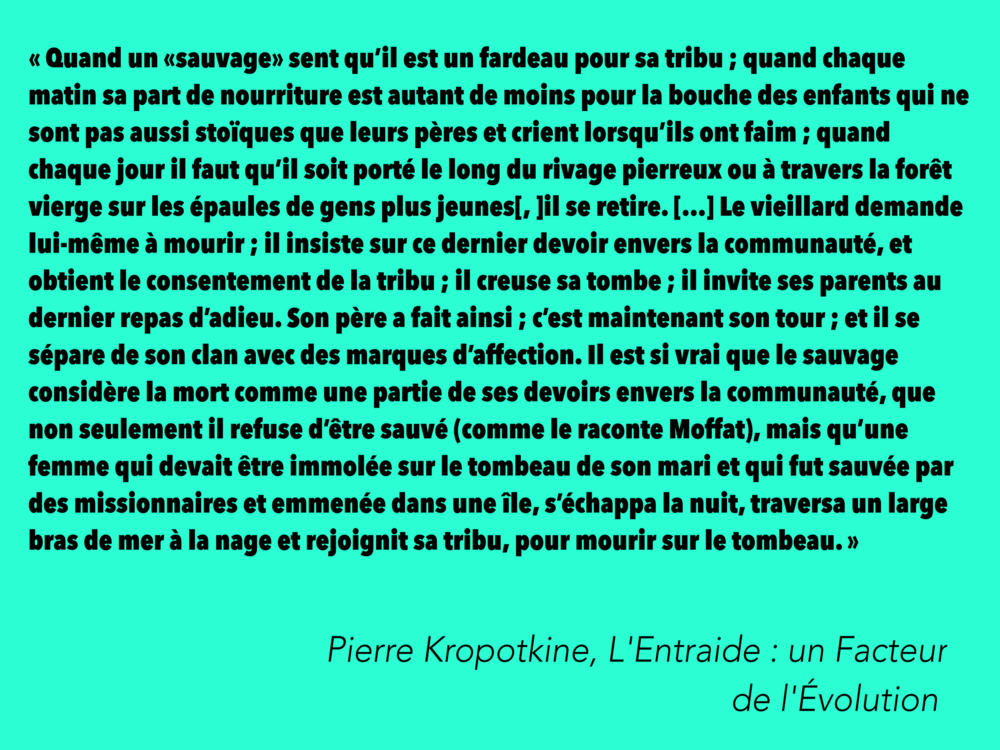 « Quand un «sauvage» sent qu’il est un fardeau pour sa tribu ; quand chaque
matin sa part de nourriture est autant de moins pour la bouche des enfants qui ne
sont pas aussi stoïques que leurs pères et crient lorsqu’ils ont faim ; quand
chaque jour il faut qu’il soit porté le long du rivage pierreux ou à travers la forêt
vierge sur les épaules de gens plus jeunes[, ]il se retire. [...] Le vieillard demande
lui-même à mourir ; il insiste sur ce dernier devoir envers la communauté, et
obtient le consentement de la tribu ; il creuse sa tombe ; il invite ses parents au
dernier repas d’adieu. Son père a fait ainsi ; c’est maintenant son tour ; et il se
sépare de son clan avec des marques d’affection. Il est si vrai que le sauvage
considère la mort comme une partie de ses devoirs envers la communauté, que
non seulement il refuse d’être sauvé (comme le raconte Moffat), mais qu’une
femme qui devait être immolée sur le tombeau de son mari et qui fut sauvée par
des missionnaires et emmenée dans une île, s’échappa la nuit, traversa un large
bras de mer à la nage et rejoignit sa tribu, pour mourir sur le tombeau. »
Pierre Kropotkine, L'Entraide : un Facteur
de l'Évolution